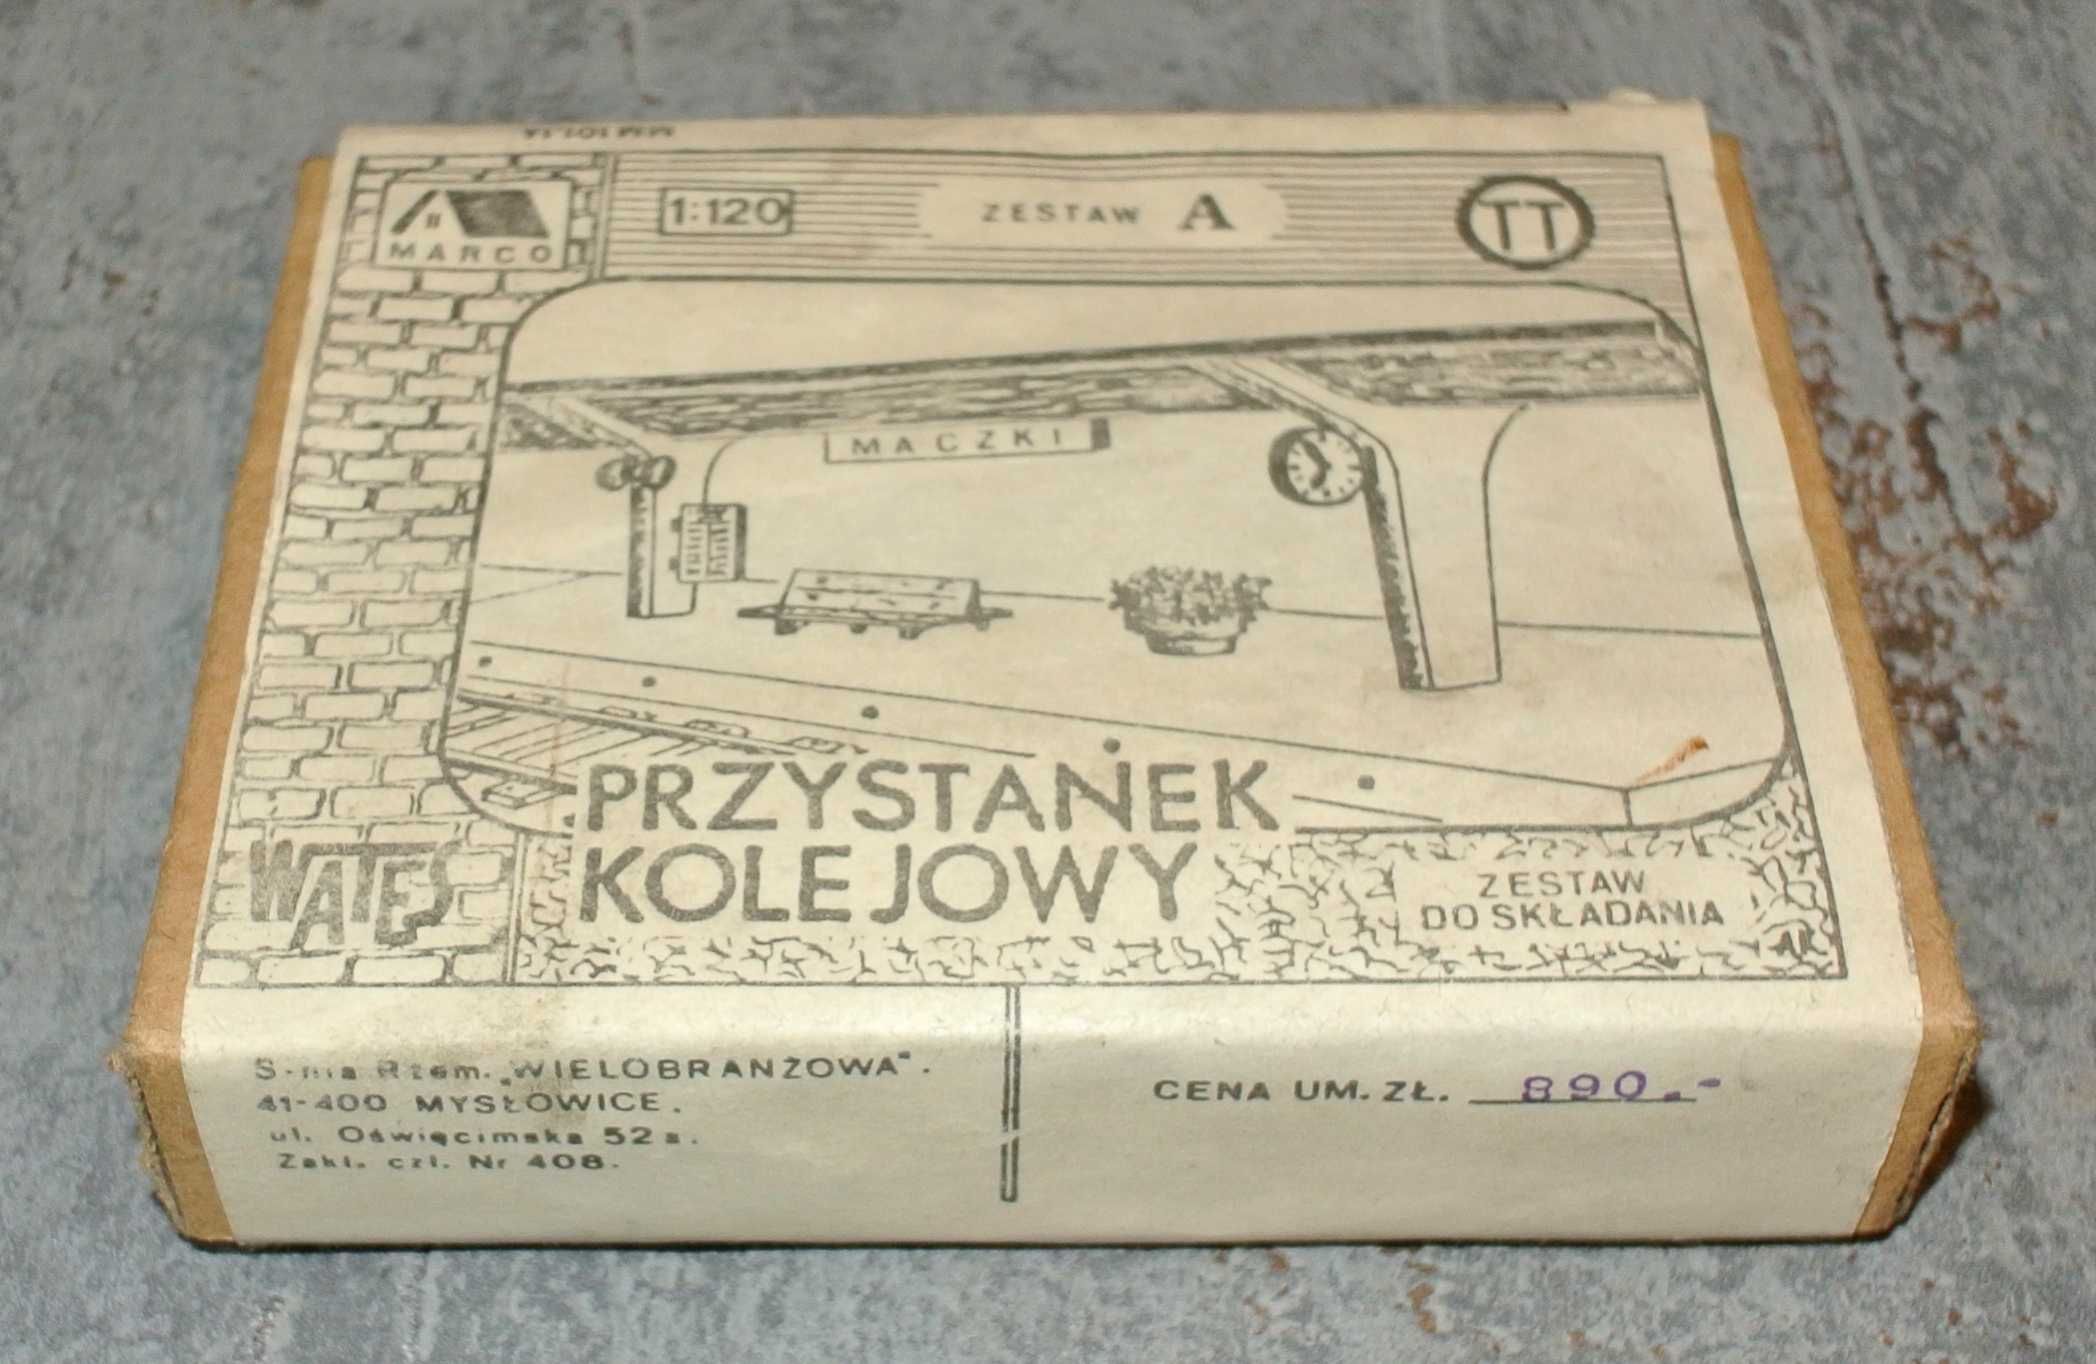 MARCO
1:120
ZESTAW A
TT
MACZKI
PRZYSTANEK
KOLEJOWY
WATES
ZESTAW
DO SKŁADANIA
S-nia Rzem. „WIELOBRANŻOWA”.
41-400 MYSŁOWICE.
ul. Oświęcimska 52a.
Zakł. czł. Nr 408.
CENA UM. ZŁ. 890.-